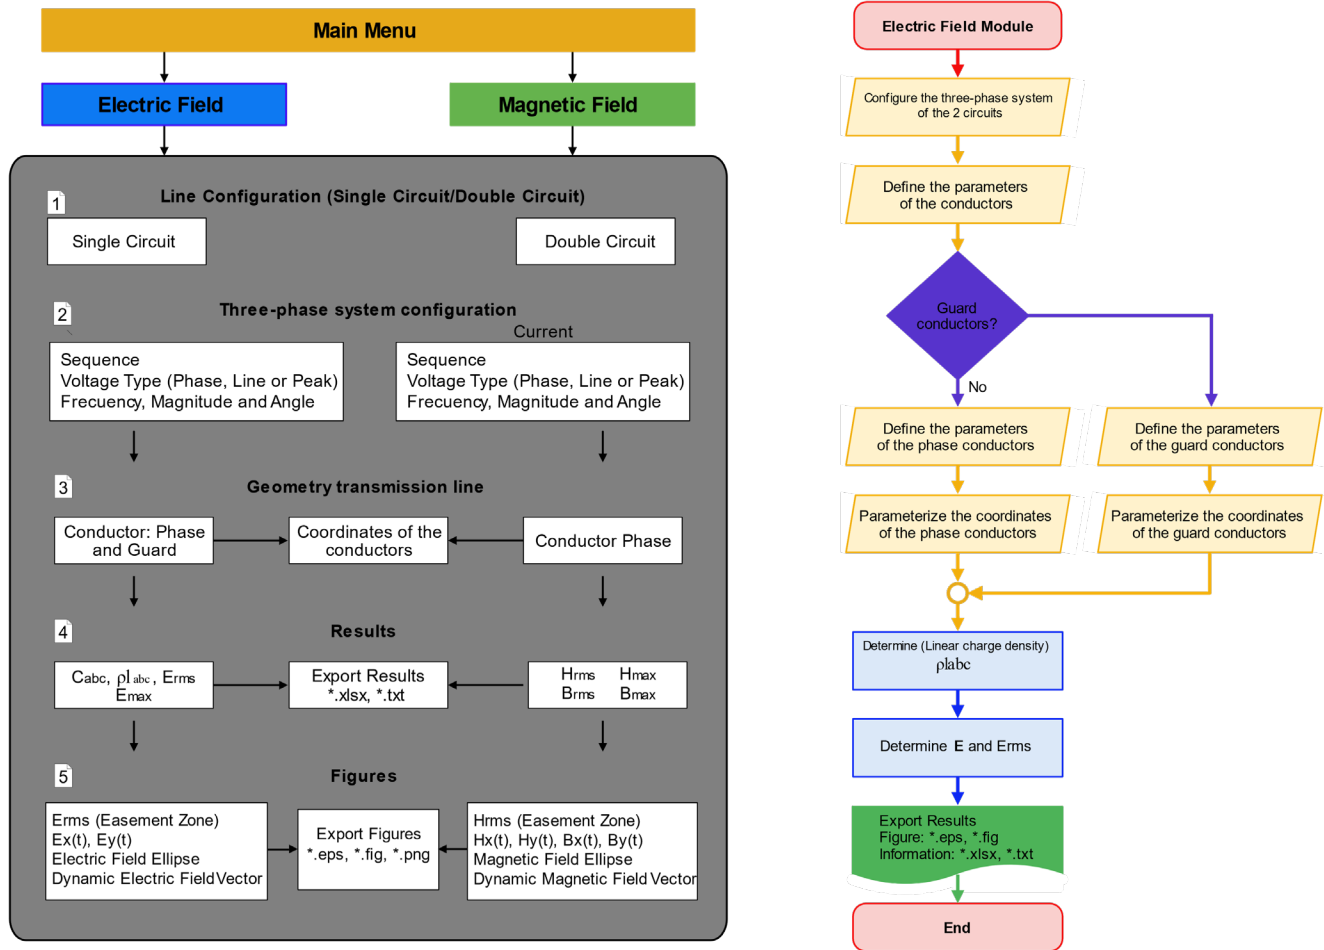 Main Menu
Electric Field
Magnetic Field
1
Line Configuration (Single Circuit/Double Circuit)
Single Circuit
Double Circuit
2
Three-phase system configuration
Current
Sequence
Voltage Type (Phase, Line or Peak)
Frecuency, Magnitude and Angle
Sequence
Voltage Type (Phase, Line or Peak)
Frecuency, Magnitude and Angle
3
Geometry transmission line
Conductor: Phase
and Guard
Coordinates of the
conductors
Conductor Phase
4
Results
Cabc, ρl abc, Erms
Emax
Export Results
*.xlsx, *.txt
Hrms Hmax
Brms Bmax
5
Figures
Erms (Easement Zone)
Ex(t), Ey(t)
Electric Field Ellipse
Dynamic Electric Field Vector
Export Figures
*.eps, *.fig, *.png
Hrms (Easement Zone)
Hx(t), Hy(t), Bx(t), By(t)
Magnetic Field Ellipse
Dynamic Magnetic Field Vector
Electric Field Module
Configure the three-phase system
of the 2 circuits
Define the parameters
of the conductors
Guard
conductors?
No
Define the parameters
of the phase conductors
Define the parameters
of the guard conductors
Parameterize the coordinates
of the phase conductors
Parameterize the coordinates
of the guard conductors
Determine (Linear charge density)
ρlabc
Determine E and Erms
Export Results
Figure: *.eps, *.fig
Information: *.xlsx, *.txt
End